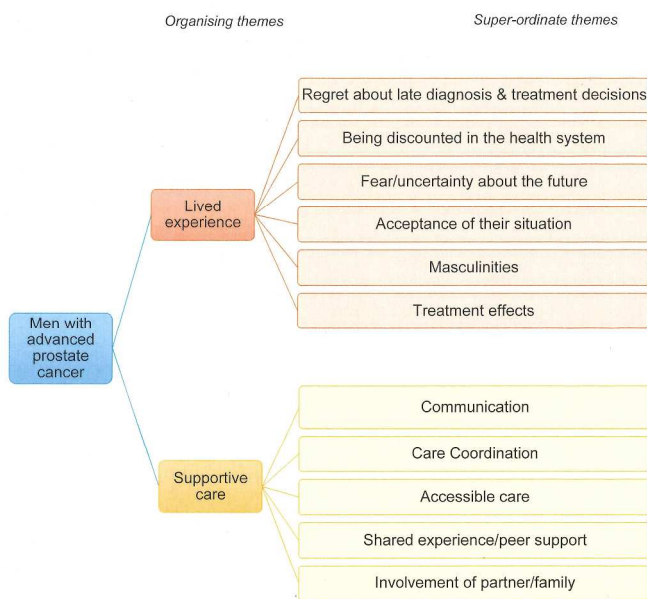 Organising themes
Super-ordinate themes
Men with
advanced
prostate
cancer
Lived
experience
Regret about late diagnosis & treatment decisions
Being discounted in the health system
Fear/uncertainty about the future
Acceptance of their situation
Masculinities
Treatment effects
Supportive
care
Communication
Care Coordination
Accessible care
Shared experience/peer support
Involvement of partner/family